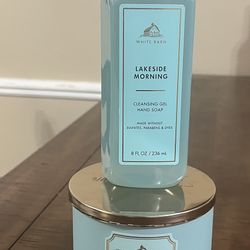 WHITE BARN
LAKESIDE
MORNING
CLEANSING GEL
HAND SOAP
MADE WITHOUT
SULFATES, PARABENS & DYES
8 FL OZ / 236 mL